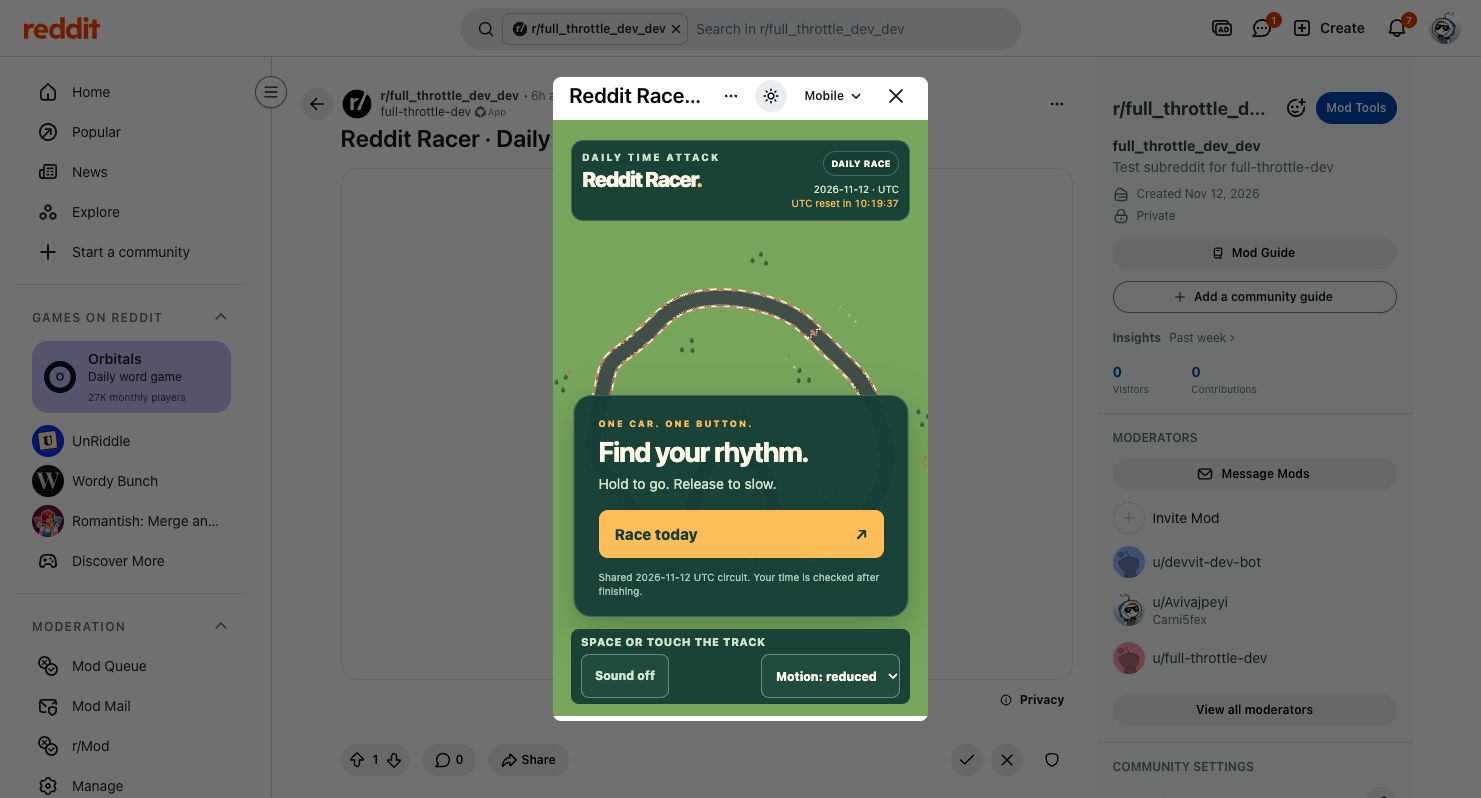 reddit
r/full_throttle_dev_dev
Search in r/full_throttle_dev_dev
AD
1
Create
7
Home
Popular
News
Explore
Start a community
GAMES ON REDDIT
Orbitals
Daily word game
27K monthly players
UnRiddle
Wordy Bunch
Romantish: Merge an...
Discover More
MODERATION
Mod Queue
Mod Mail
r/Mod
Manage
r/full_throttle_dev_dev • 6h a
full-throttle-dev App
Reddit Racer · Daily
Reddit Race...
Mobile
DAILY TIME ATTACK
Reddit Racer.
DAILY RACE
2026-11-12 · UTC
UTC reset in 10:19:37
ONE CAR. ONE BUTTON.
Find your rhythm.
Hold to go. Release to slow.
Race today
Shared 2026-11-12 UTC circuit. Your time is checked after
finishing.
SPACE OR TOUCH THE TRACK
Sound off
Motion: reduced
Privacy
1
0
Share
r/full_throttle_d...
Mod Tools
full_throttle_dev_dev
Test subreddit for full-throttle-dev
Created Nov 12, 2026
Private
Mod Guide
Add a community guide
Insights Past week
0
0
Visitors
Contributions
MODERATORS
Message Mods
Invite Mod
u/devvit-dev-bot
u/Avivajpeyi
Carni5fex
u/full-throttle-dev
View all moderators
COMMUNITY SETTINGS